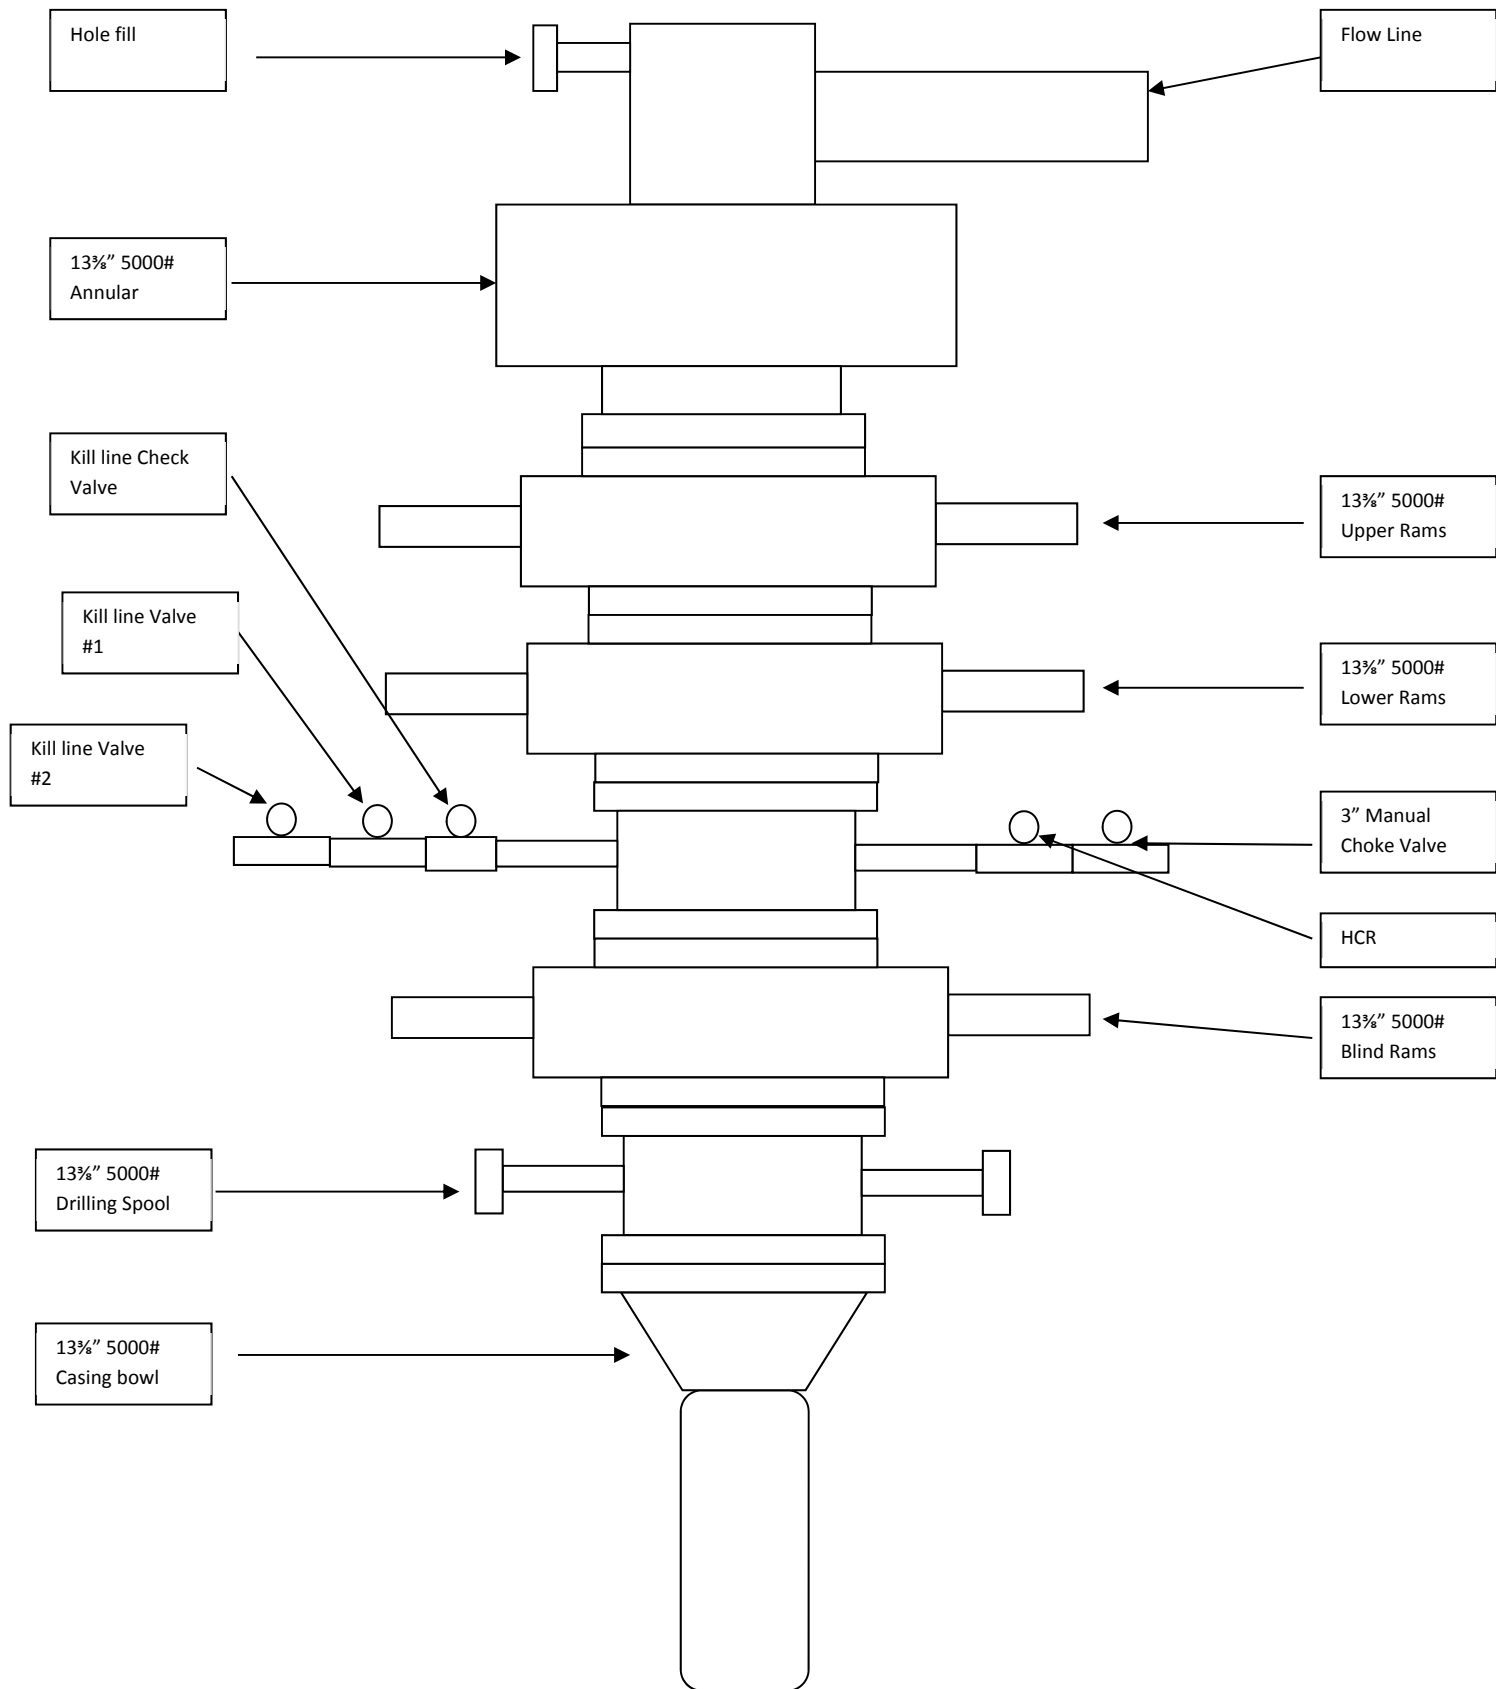 Hole fill
Flow Line
13⅜” 5000#
Annular
Kill line Check
Valve
13⅜” 5000#
Upper Rams
Kill line Valve
#1
13⅜” 5000#
Lower Rams
Kill line Valve
#2
3” Manual
Choke Valve
HCR
13⅜” 5000#
Blind Rams
13⅜” 5000#
Drilling Spool
13⅜” 5000#
Casing bowl